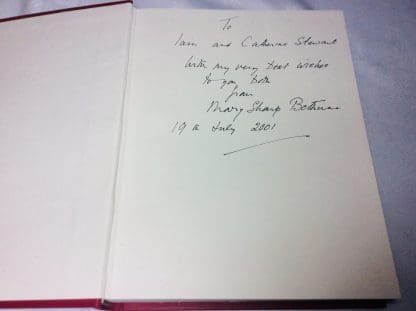 To
Iain and Catherine Stewart
With my very best wishes
to you both
from
Mary Sharp Bethune
19th July 2001